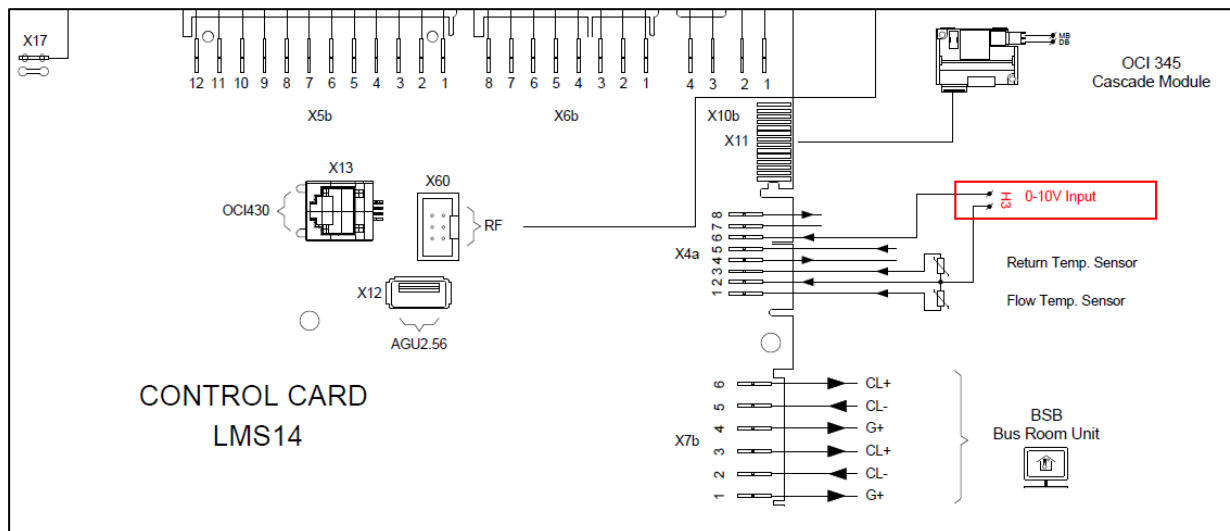 X17
12 11 10 9 8 7 6 5 4 3 2 1
8 7 6 5 4 3 2 1
4 3 2 1
X5b
X6b
X10b
X11
MB
DB
OCI 345
Cascade Module
X13
OCI430
X60
RF
X12
AGU2.56
8
7
6
5
4
3
2
1
X4a
H3
0-10V Input
Return Temp. Sensor
Flow Temp. Sensor
CONTROL CARD
LMS14
X7b
6 CL+
5 CL-
4 G+
3 CL+
2 CL-
1 G+
BSB
Bus Room Unit